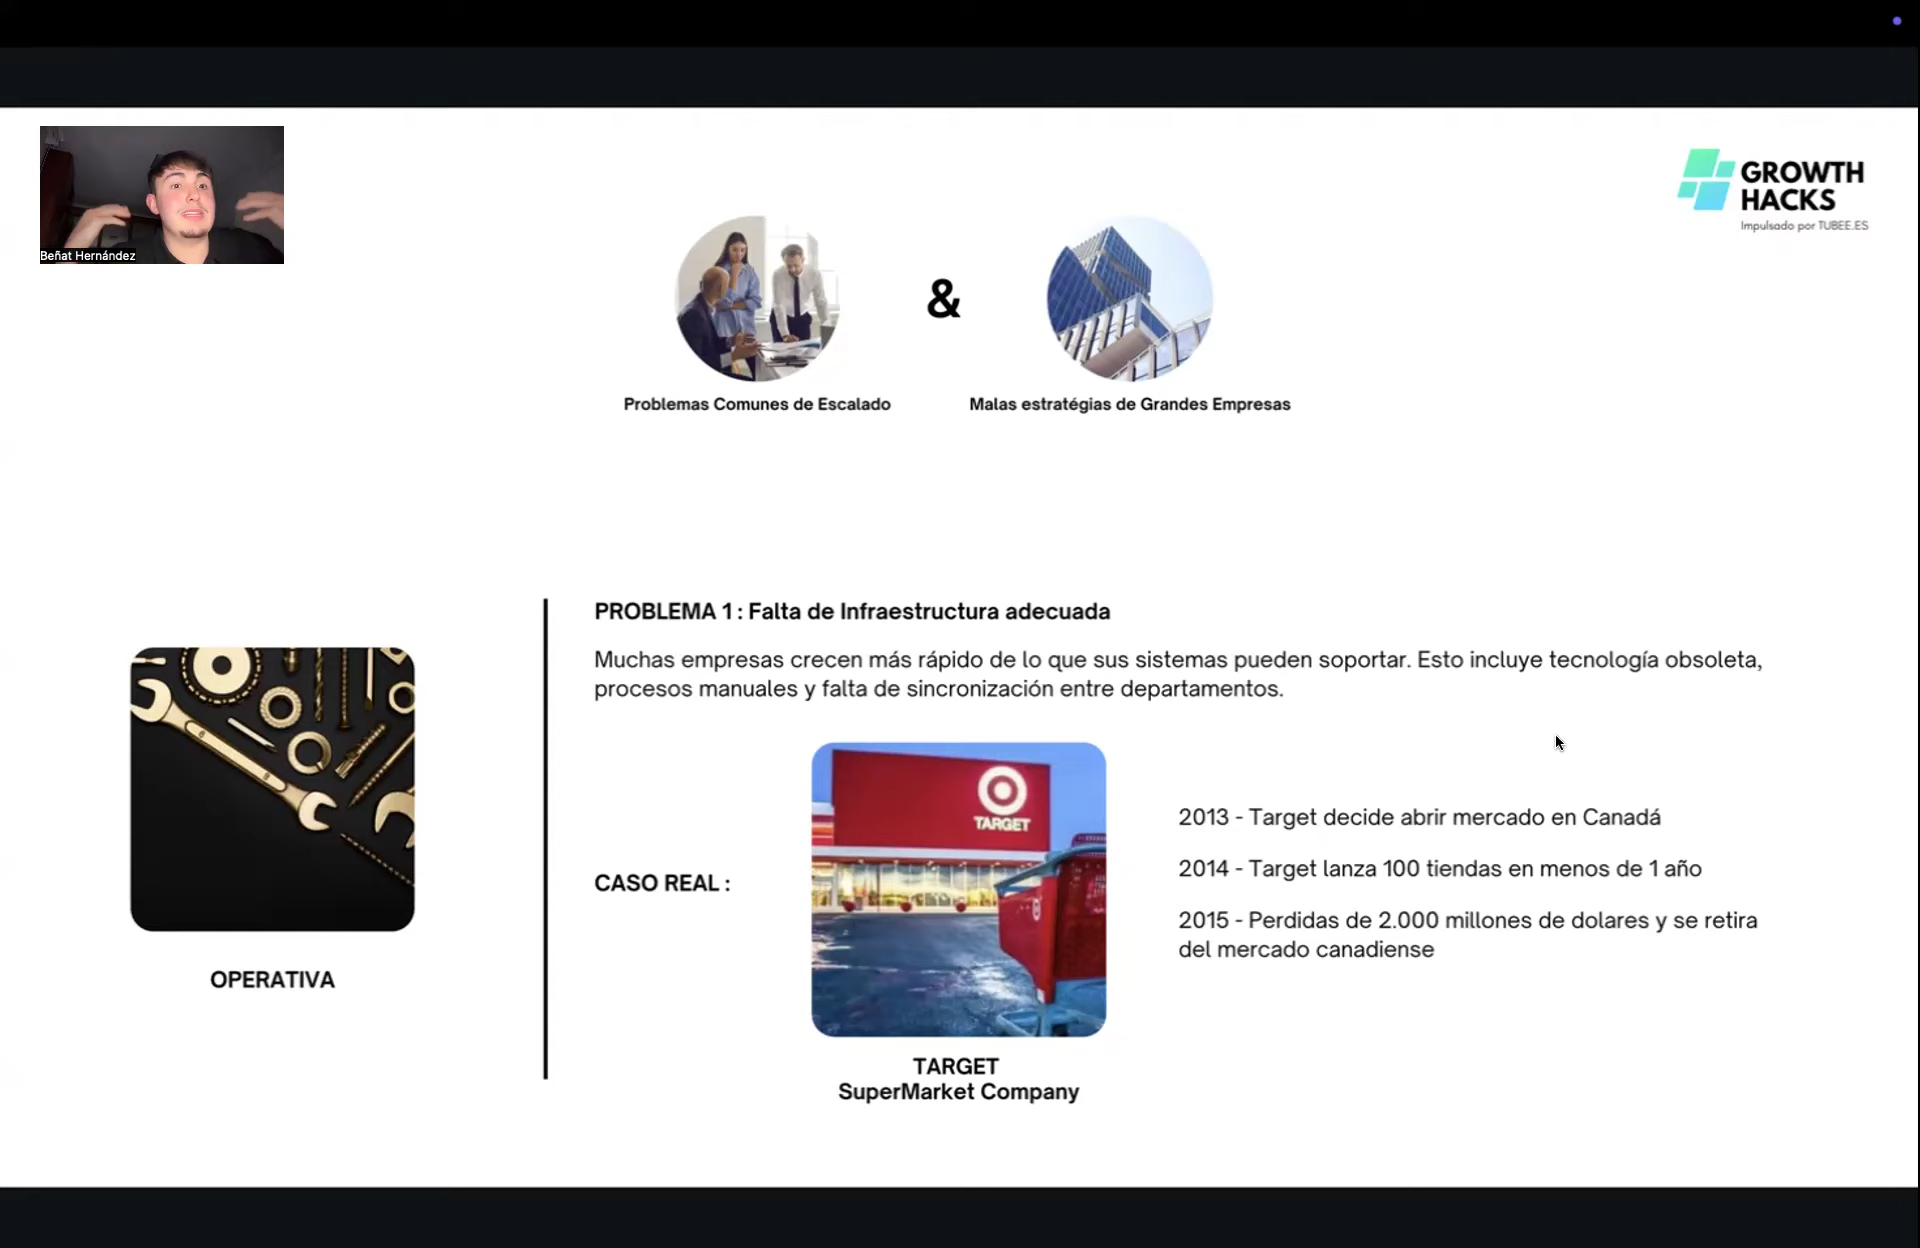 Beñat Hernández
GROWTH
HACKS
Impulsado por TUBEE.ES
&
Problemas Comunes de Escalado
Malas estratégias de Grandes Empresas
PROBLEMA 1 : Falta de Infraestructura adecuada
Muchas empresas crecen más rápido de lo que sus sistemas pueden soportar. Esto incluye tecnología obsoleta,
procesos manuales y falta de sincronización entre departamentos.
OPERATIVA
CASO REAL :
TARGET
TARGET
SuperMarket Company
2013 - Target decide abrir mercado en Canadá
2014 - Target lanza 100 tiendas en menos de 1 año
2015 - Perdidas de 2.000 millones de dolares y se retira
del mercado canadiense